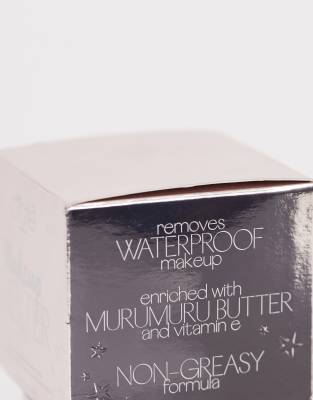 removes
WATERPROOF
makeup
enriched with
MURUMURU BUTTER
and vitamin e
NON-GREASY
formula